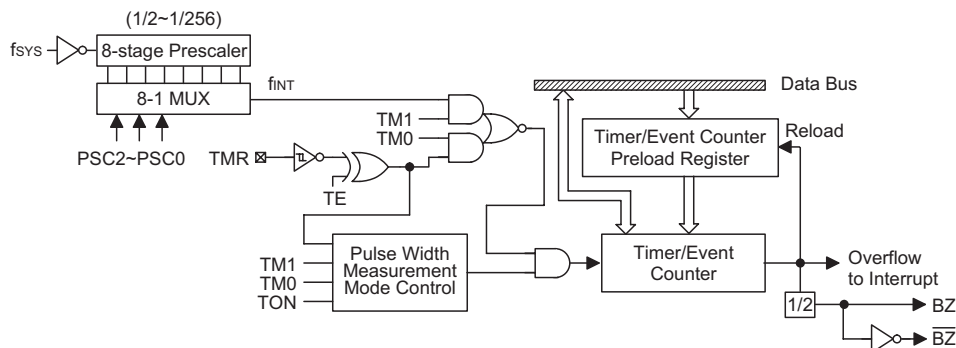 (1/2~1/256)
fSYS
8-stage Prescaler
8-1 MUX
fINT
PSC2~PSC0
TMR
TE
TM1
TM0
Data Bus
Timer/Event Counter
Preload Register
Reload
TM1
TM0
TON
Pulse Width
Measurement
Mode Control
Timer/Event
Counter
Overflow
to Interrupt
1/2
BZ
B̅Z̅